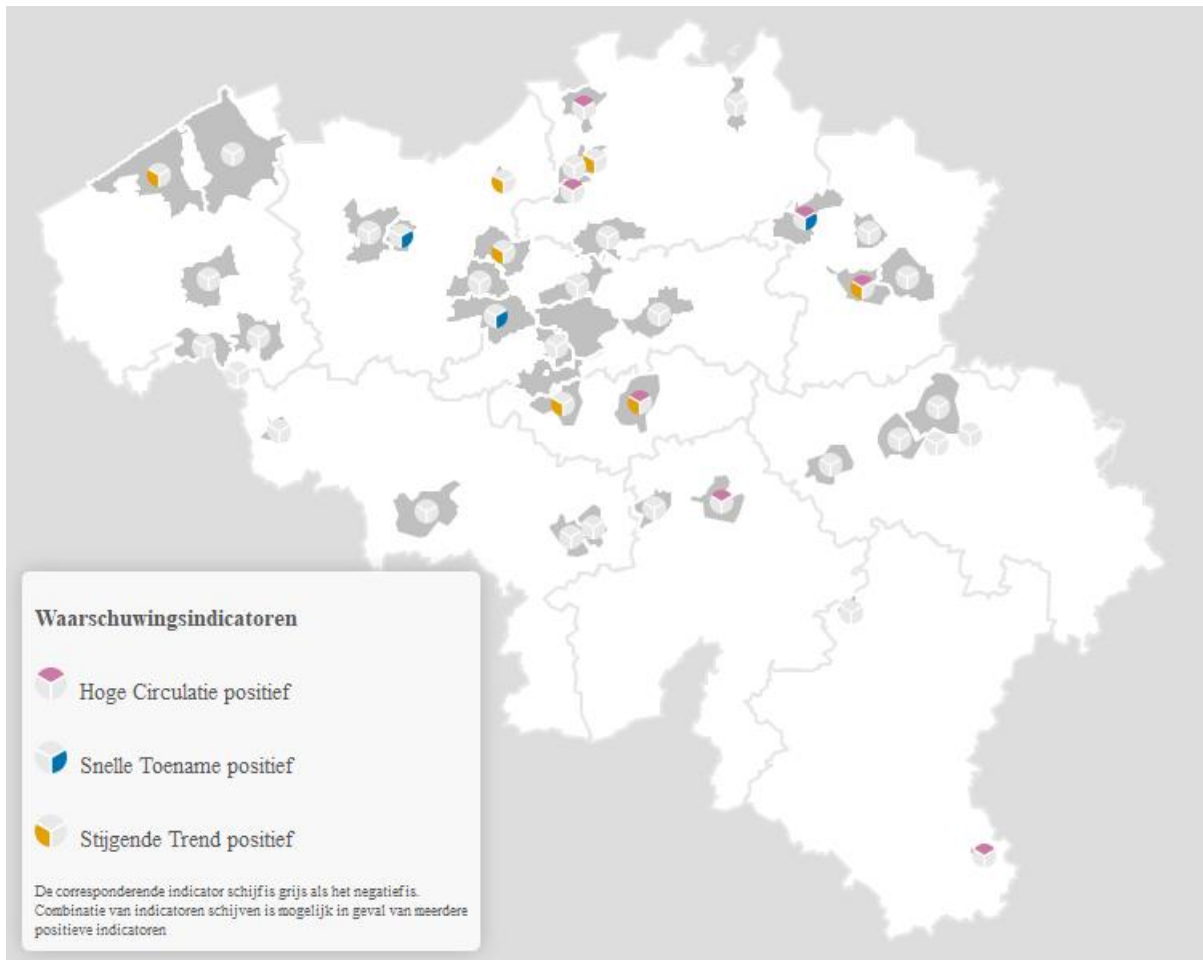 Waarschuwingsindicatoren
Hoge Circulatie positief
Snelle Toename positief
Stijgende Trend positief
De corresponderende indicator schijf is grijs als het negatief is.
Combinatie van indicatoren schijven is mogelijk in geval van meerdere
positieve indicatoren